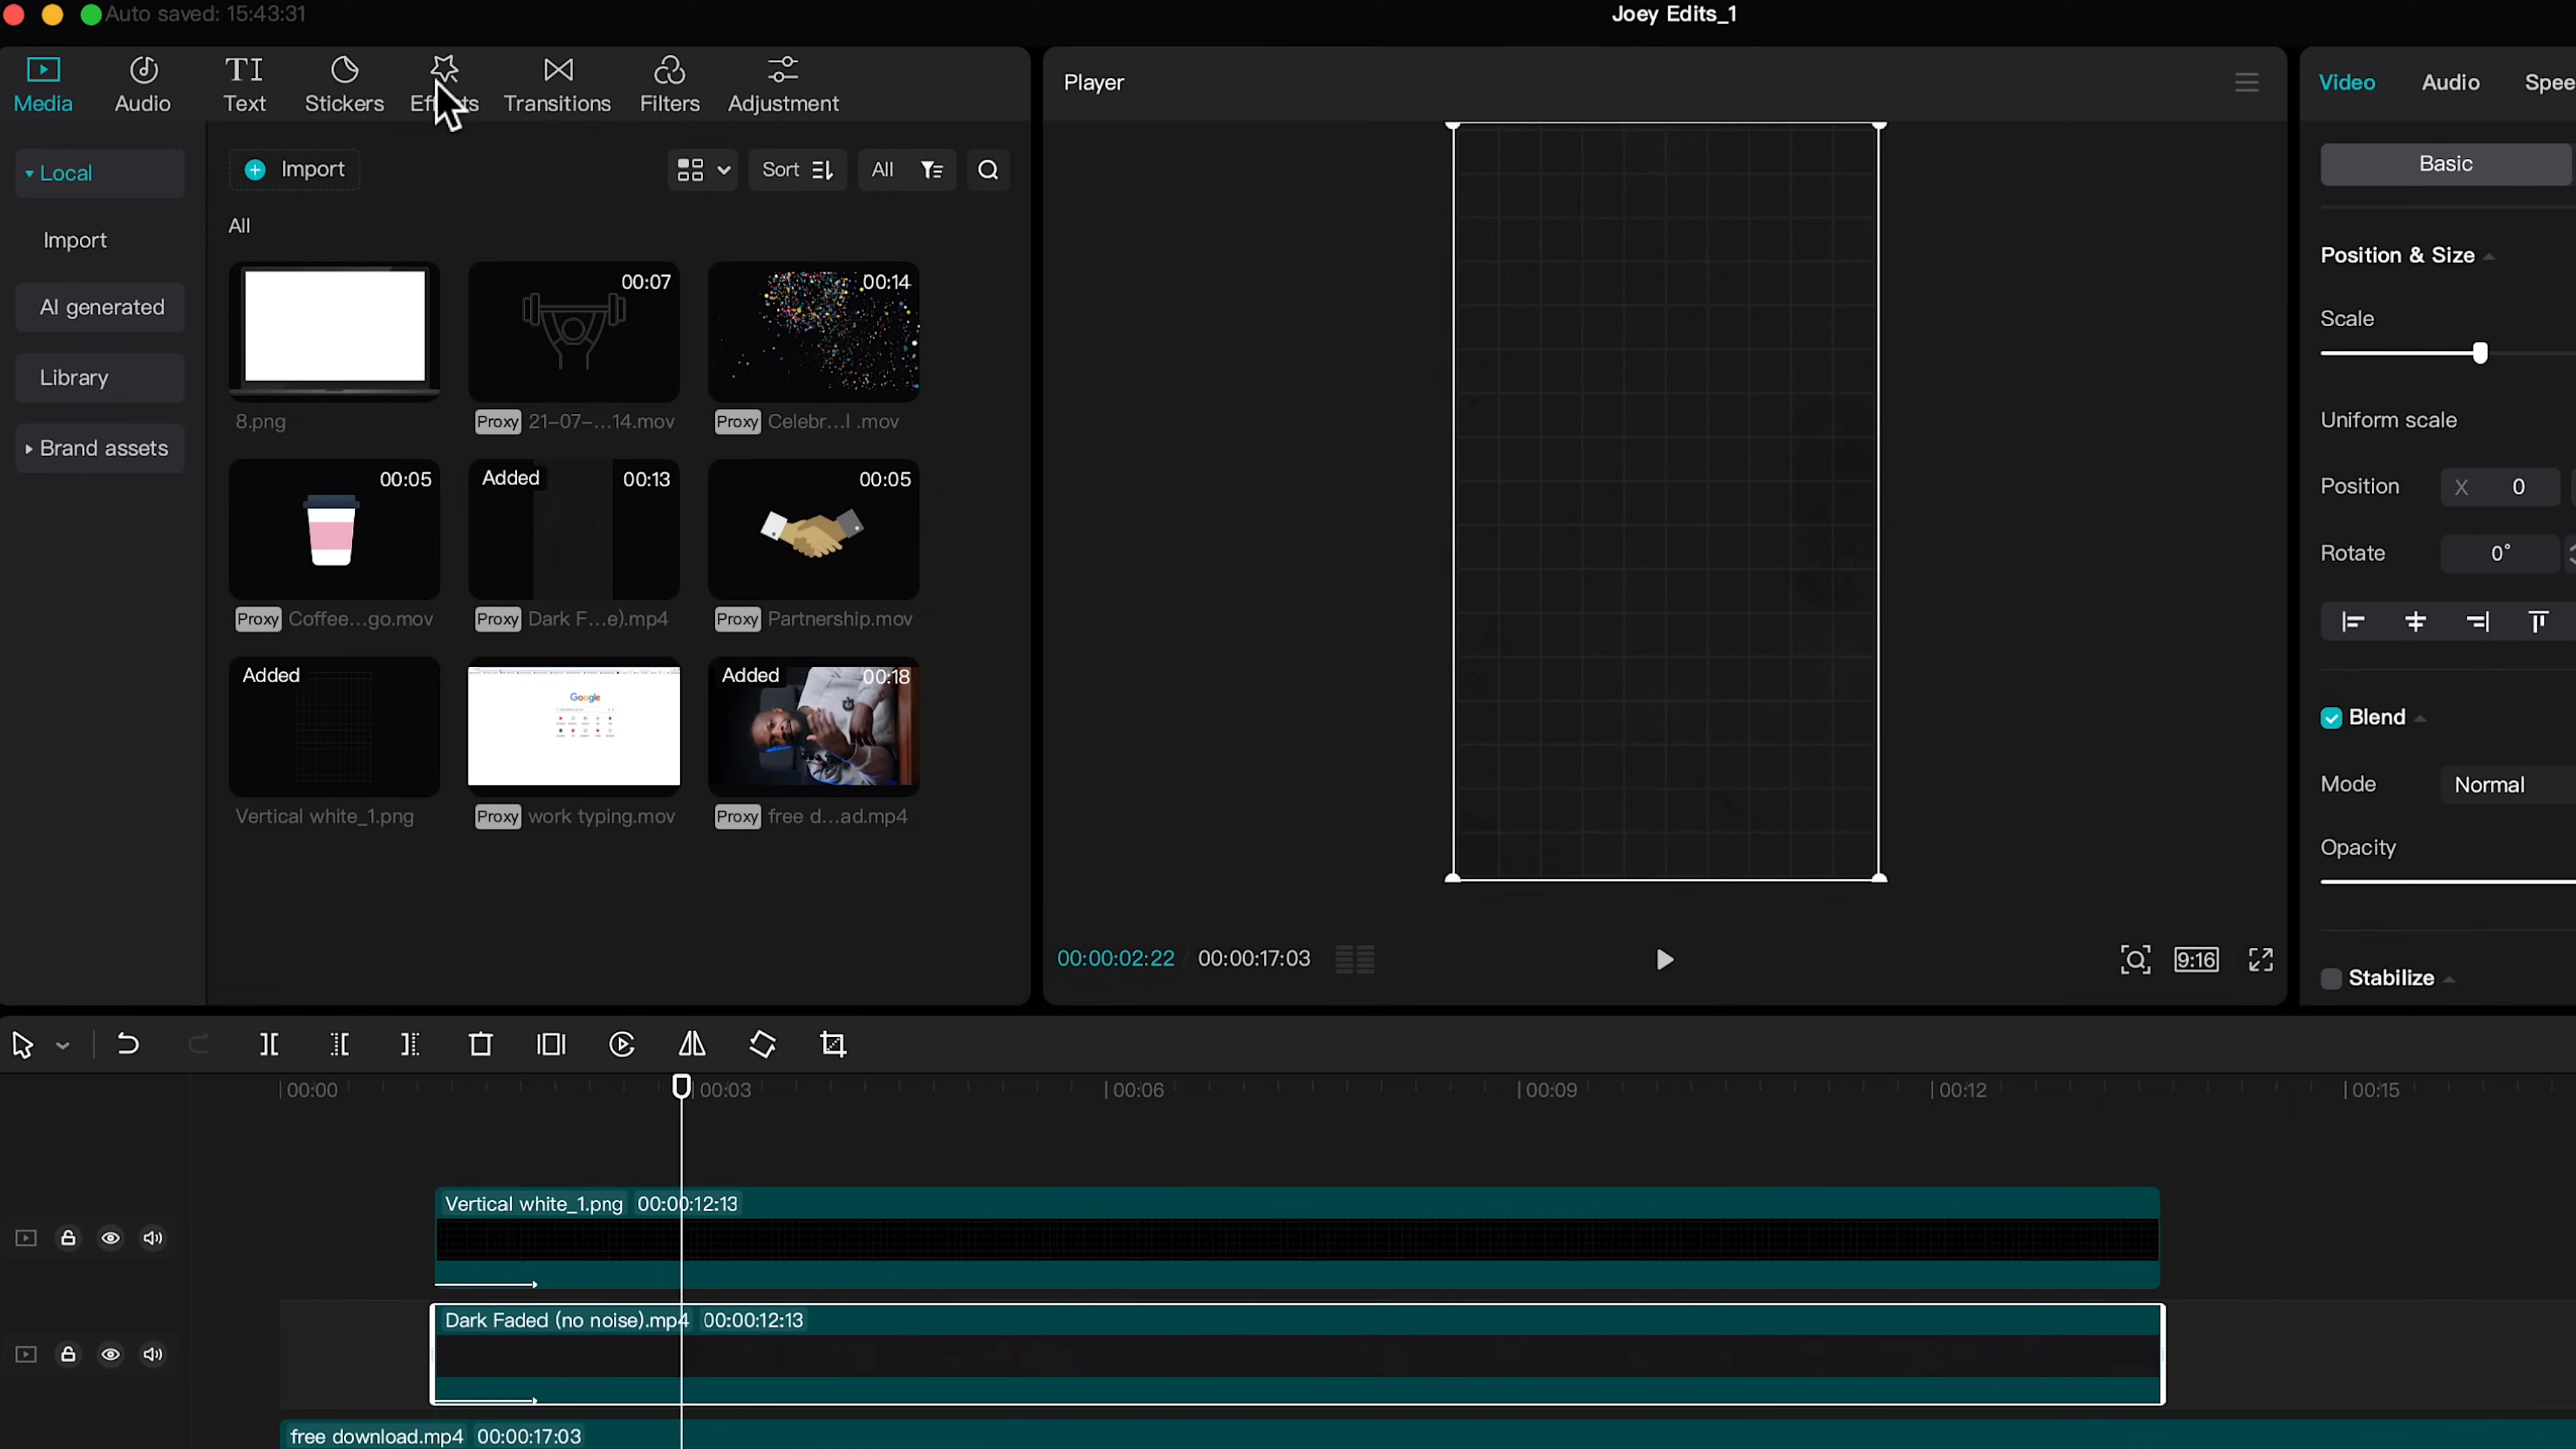 Auto saved: 15:43:31
Joey Edits_1
Media
Audio
Text
Stickers
Effects
Transitions
Filters
Adjustment
Player
Video
Audio
Spee
Local
Import
AI generated
Library
Brand assets
Import
Sort
All
All
8.png
00:07
Proxy 21-07-...14.mov
00:14
Proxy Celebr...l .mov
00:05
Proxy Coffee...go.mov
Added 00:13
Proxy Dark F...e).mp4
00:05
Proxy Partnership.mov
Added
Vertical white_1.png
Google
Proxy work typing.mov
Added 00:18
Proxy free d...ad.mp4
00:00:02:22
00:00:17:03
9:16
Basic
Position & Size
Scale
Uniform scale
Position X 0
Rotate 0°
Blend
Mode Normal
Opacity
Stabilize
00:00
00:03
00:06
00:09
00:12
00:15
Vertical white_1.png 00:00:12:13
Dark Faded (no noise).mp4 00:00:12:13
free download.mp4 00:00:17:03